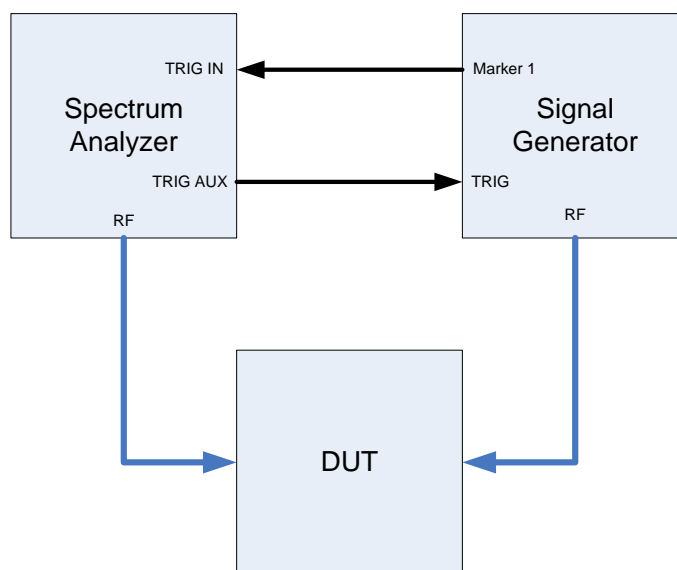 TRIG IN
Spectrum
Analyzer
TRIG AUX
RF
Marker 1
Signal
Generator
TRIG
RF
DUT